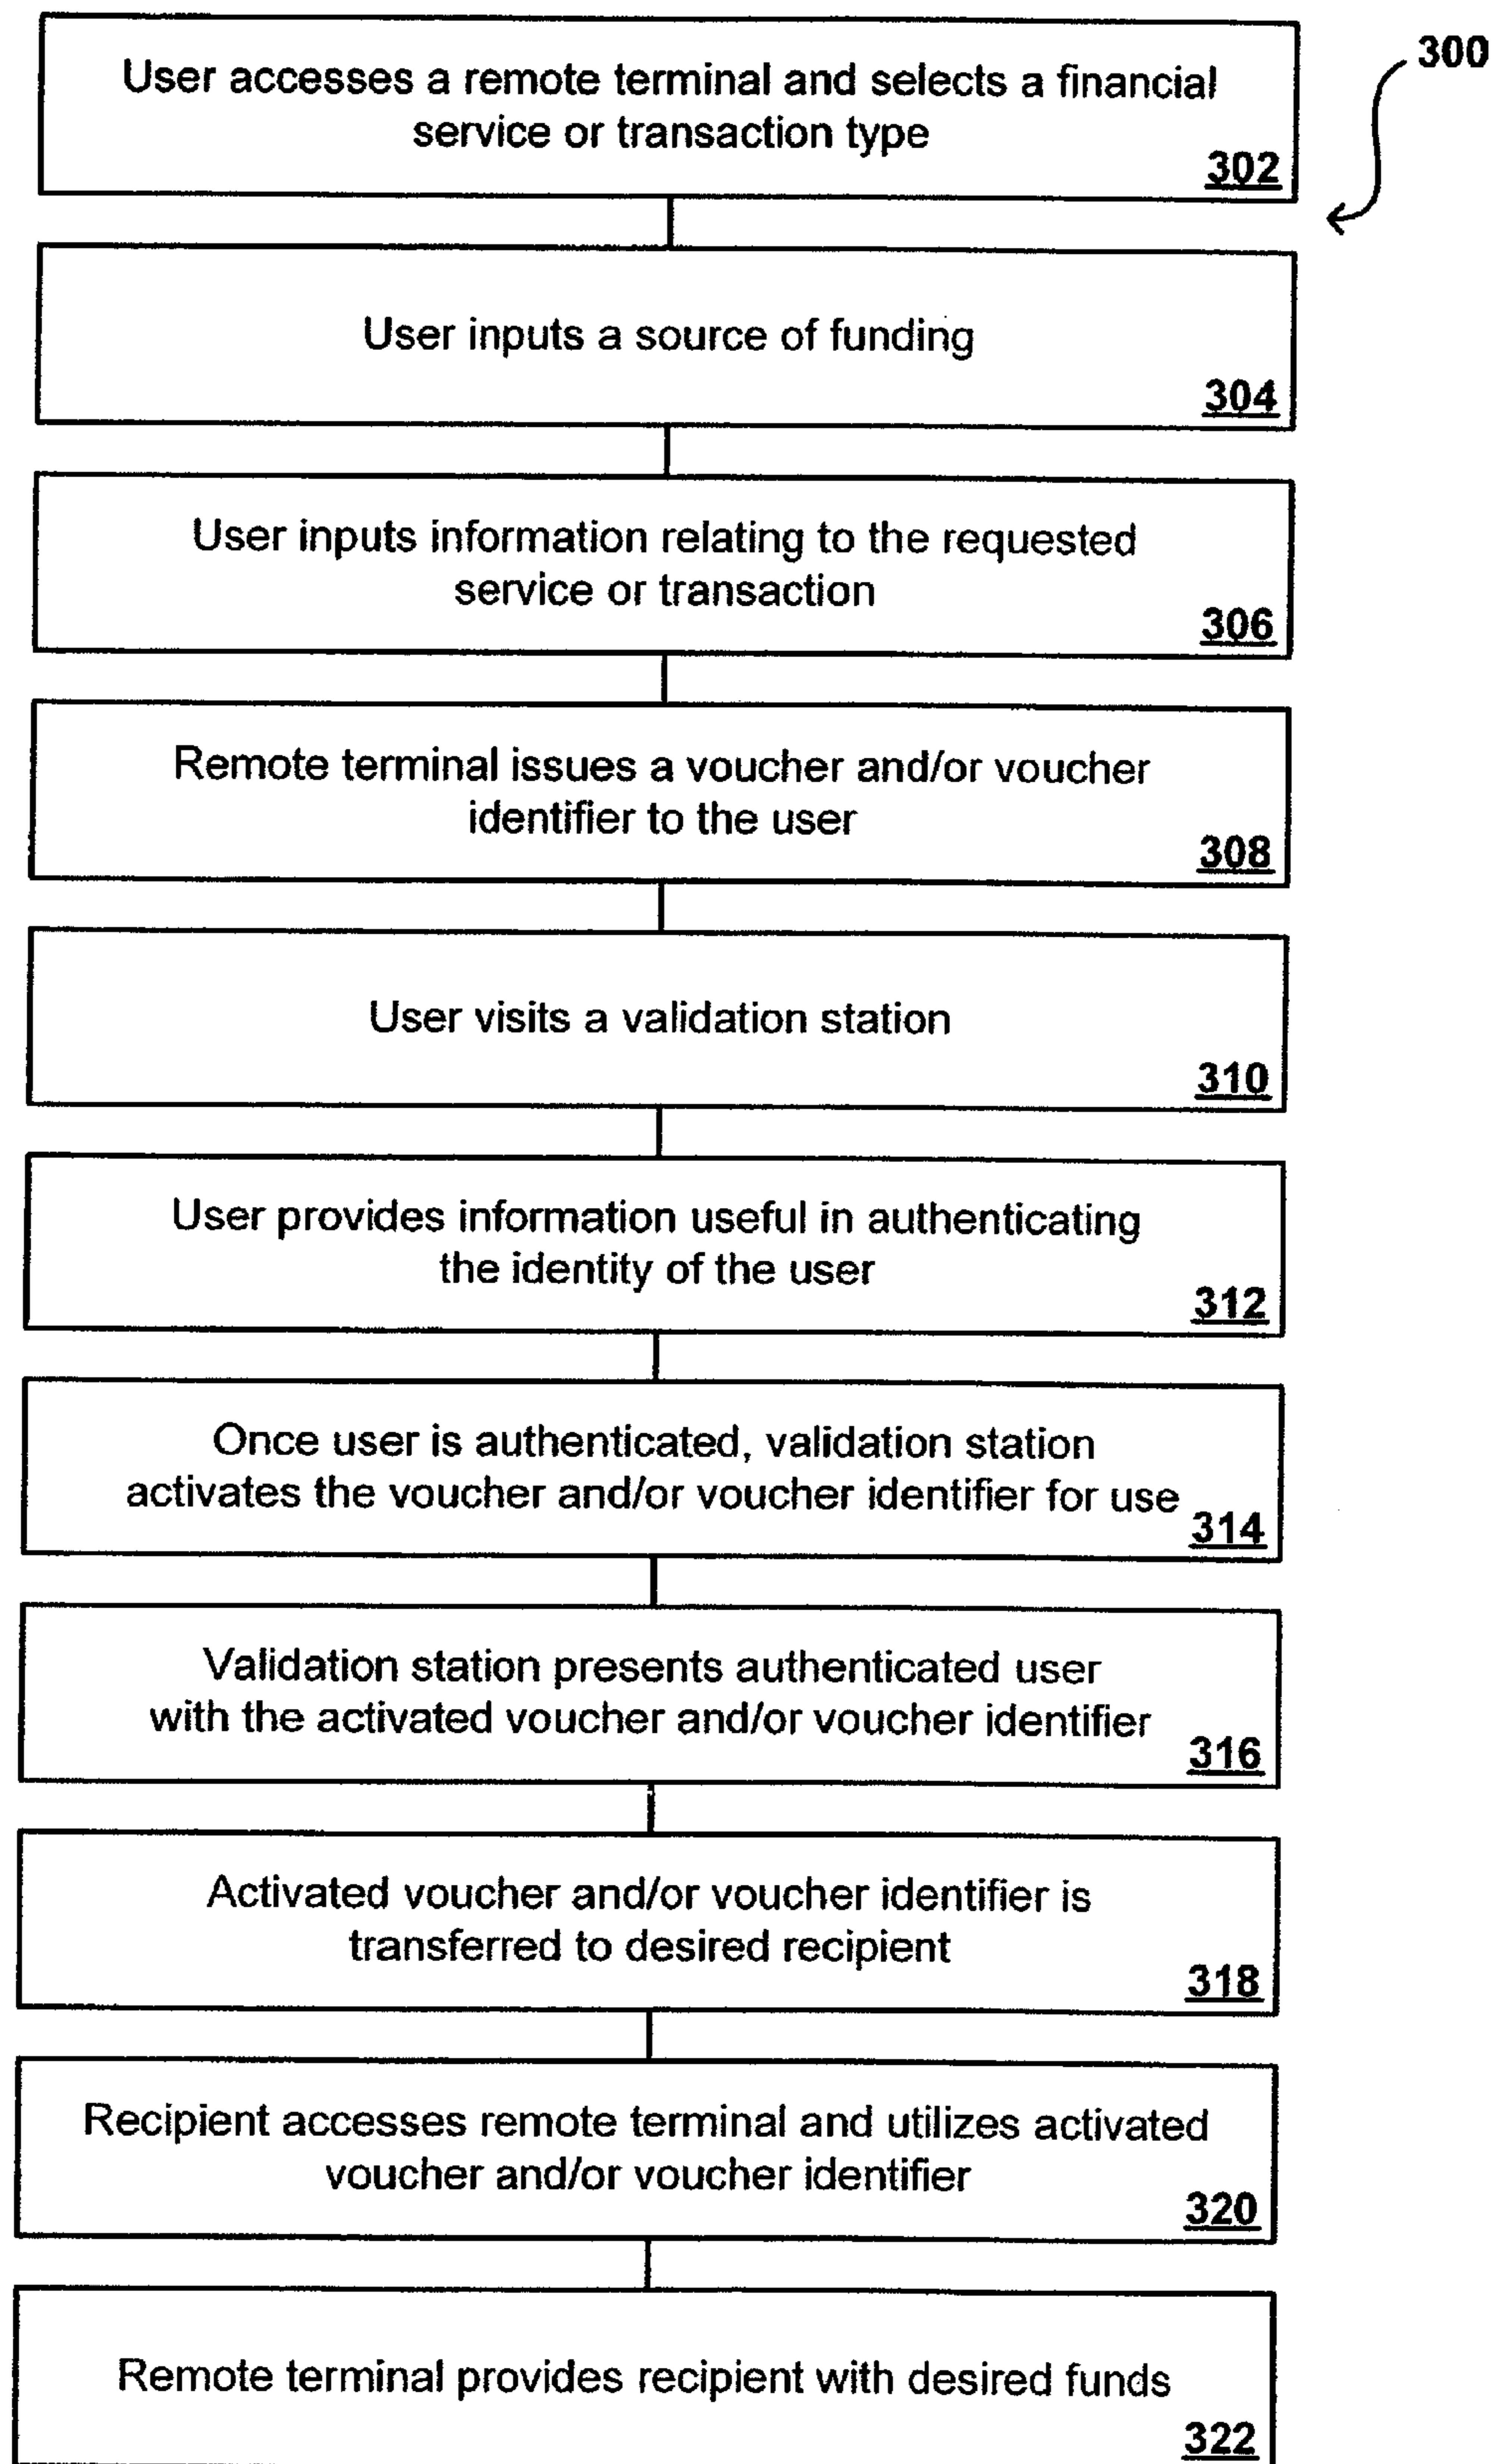 300
User accesses a remote terminal and selects a financial
service or transaction type
302
User inputs a source of funding
304
User inputs information relating to the requested
service or transaction
306
Remote terminal issues a voucher and/or voucher
identifier to the user
308
User visits a validation station
310
User provides information useful in authenticating
the identity of the user
312
Once user is authenticated, validation station
activates the voucher and/or voucher identifier for use
314
Validation station presents authenticated user
with the activated voucher and/or voucher identifier
316
Activated voucher and/or voucher identifier is
transferred to desired recipient
318
Recipient accesses remote terminal and utilizes activated
voucher and/or voucher identifier
320
Remote terminal provides recipient with desired funds
322